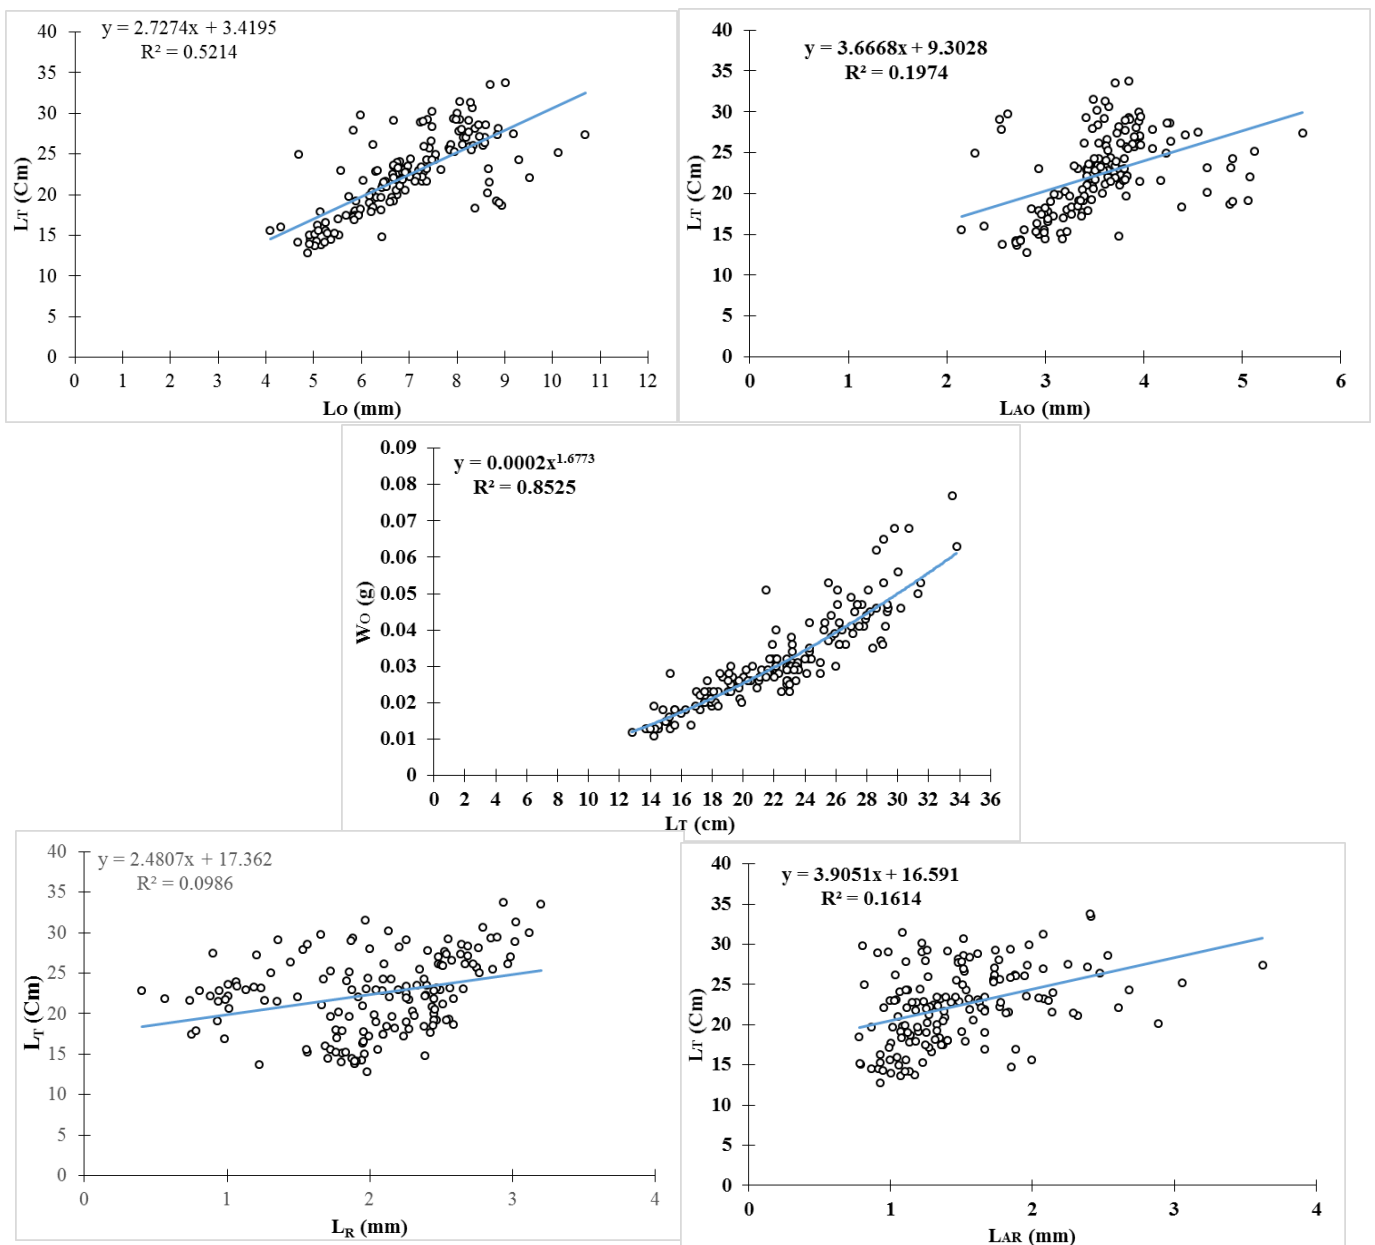 y = 2.7274x + 3.4195
R² = 0.5214
40
35
30
25
20
15
10
5
0
0 1 2 3 4 5 6 7 8 9 10 11 12
LT (Cm)
LO (mm)
y = 3.6668x + 9.3028
R² = 0.1974
40
35
30
25
20
15
10
5
0
0 1 2 3 4 5 6
LT (Cm)
LAO (mm)
y = 0.0002x^1.6773
R² = 0.8525
0.09
0.08
0.07
0.06
0.05
0.04
0.03
0.02
0.01
0
0 2 4 6 8 10 12 14 16 18 20 22 24 26 28 30 32 34 36
WO (g)
LT (cm)
y = 2.4807x + 17.362
R² = 0.0986
40
35
30
25
20
15
10
5
0
0 1 2 3 4
LT (Cm)
LR (mm)
y = 3.9051x + 16.591
R² = 0.1614
40
35
30
25
20
15
10
5
0
0 1 2 3 4
LT (Cm)
LAR (mm)